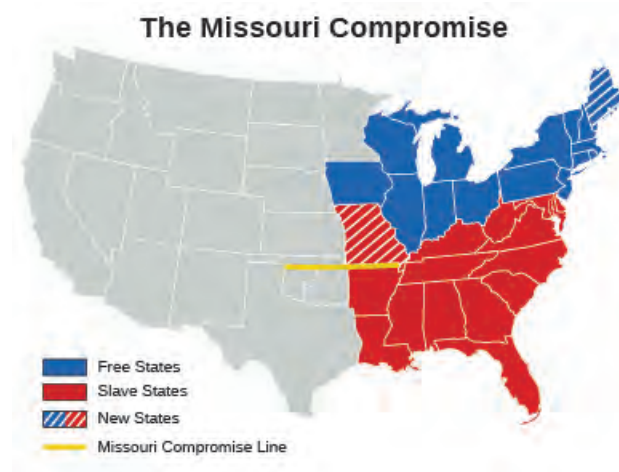 The Missouri Compromise
Free States
Slave States
New States
Missouri Compromise Line